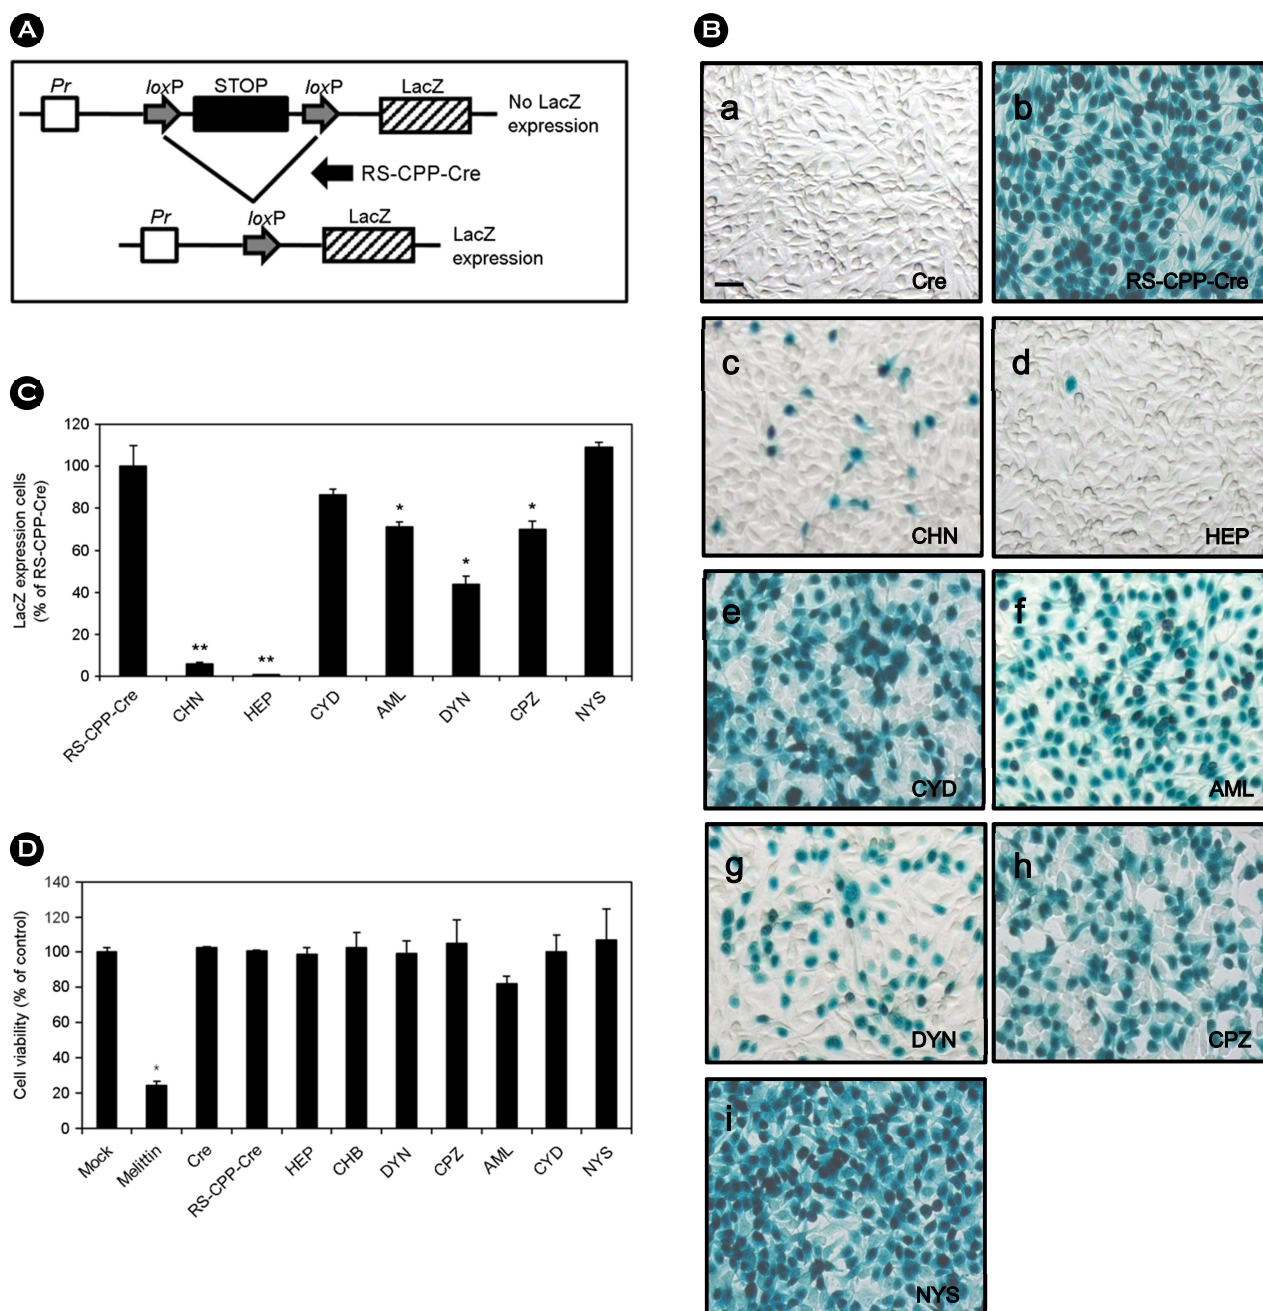 A
Pr loxP STOP loxP LacZ
No LacZ
expression
RS-CPP-Cre
Pr loxP LacZ
LacZ
expression
B
a
Cre
b
RS-CPP-Cre
c
CHN
d
HEP
e
CYD
f
AML
g
DYN
h
CPZ
i
NYS
C
LacZ expression cells
(% of RS-CPP-Cre)
120
100
80
60
40
20
0
** ** * * *
RS-CPP-Cre CHN HEP CYD AML DYN CPZ NYS
D
Cell viability (% of control)
140
120
100
80
60
40
20
0
*
Mock Melittin Cre RS-CPP-Cre HEP CHB DYN CPZ AML CYD NYS